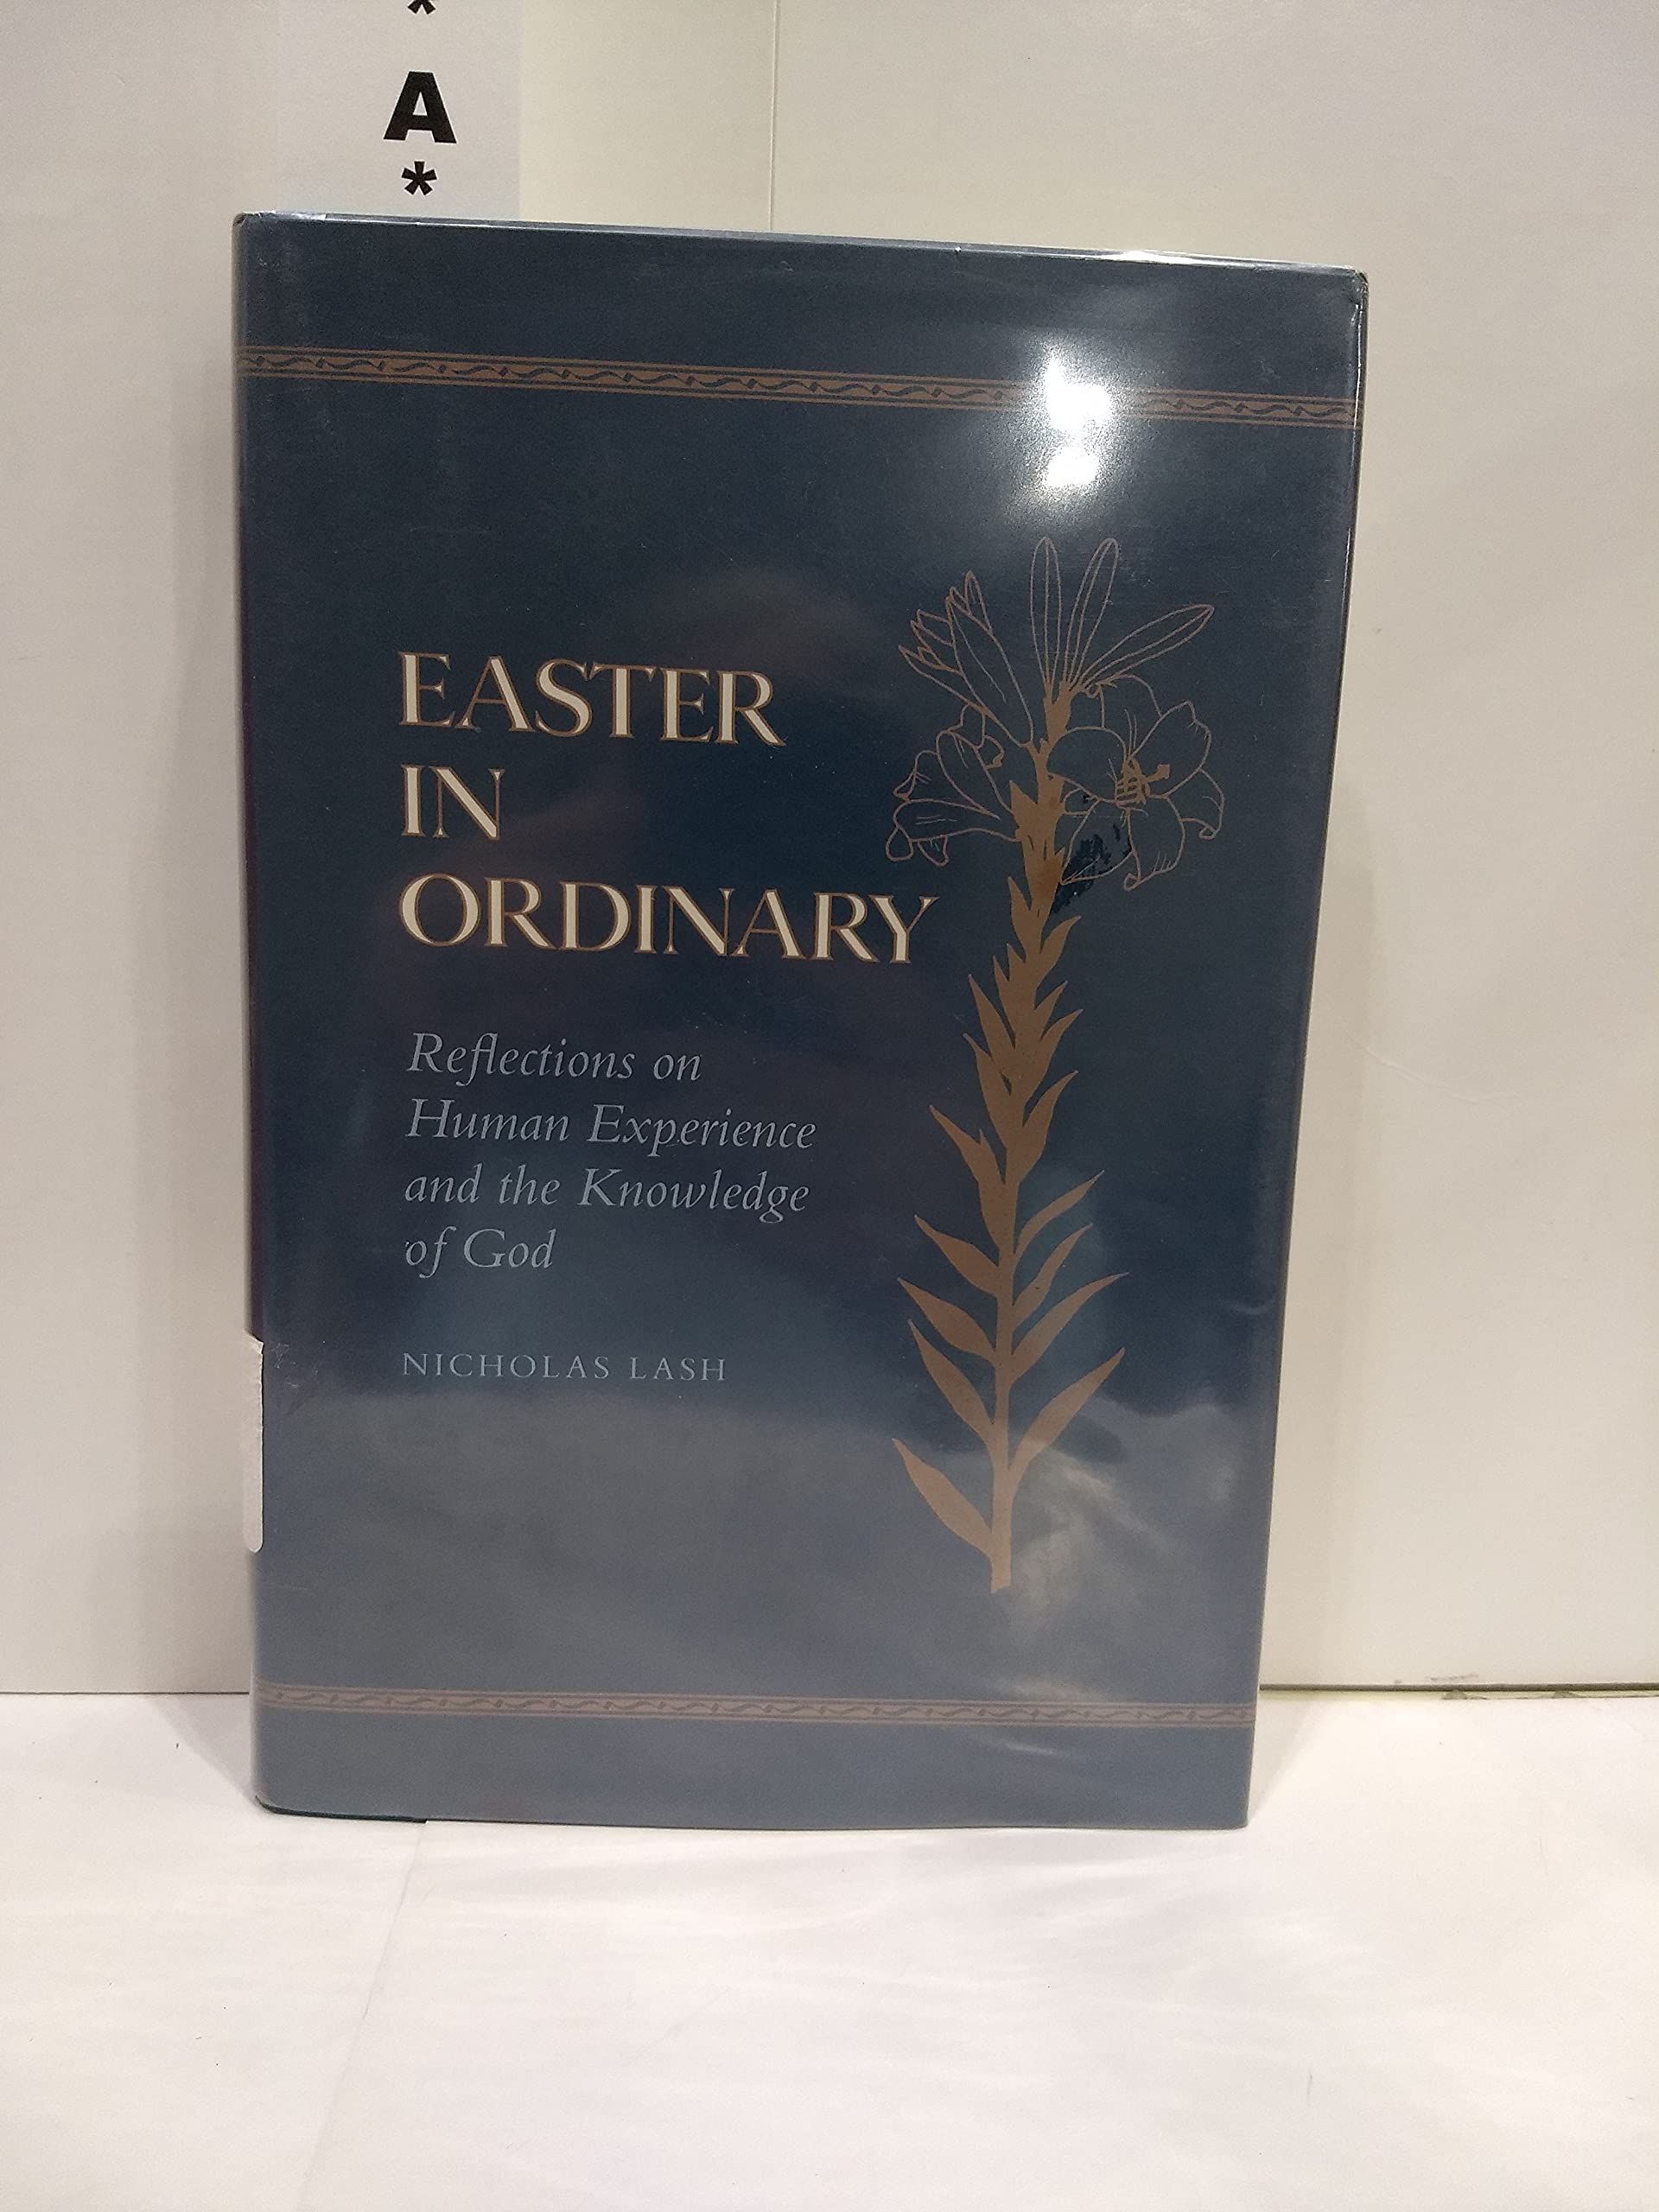 *
A
*
EASTER
IN
ORDINARY
Reflections on
Human Experience
and the Knowledge
of God
NICHOLAS LASH